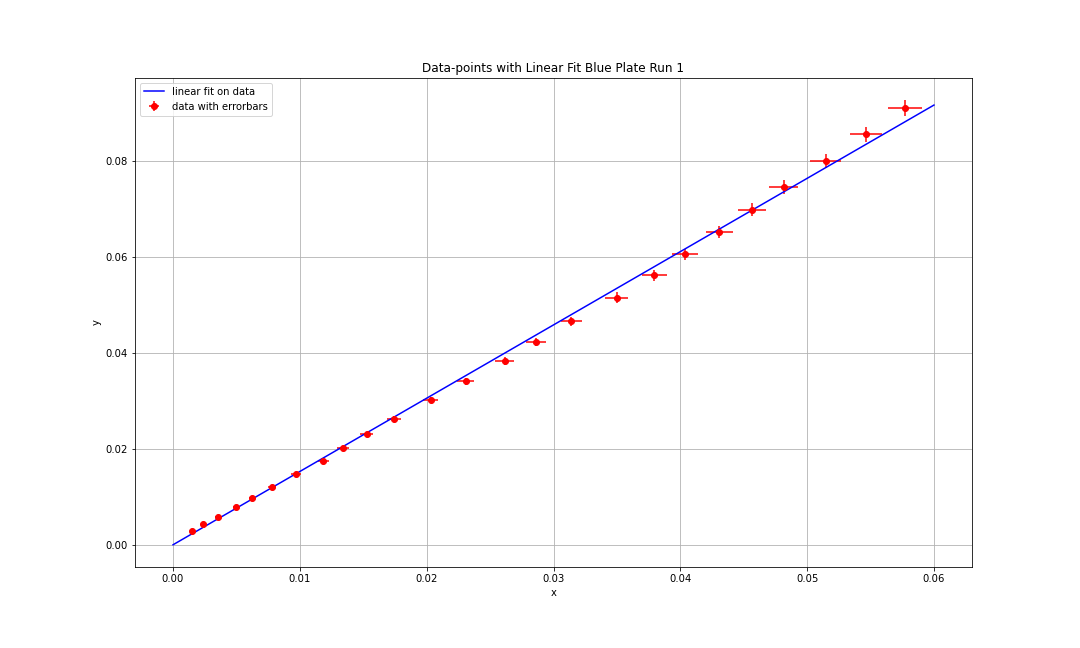 Data-points with Linear Fit Blue Plate Run 1
linear fit on data
data with errorbars
0.08
0.06
y
0.04
0.02
0.00
0.00 0.01 0.02 0.03 0.04 0.05 0.06
x